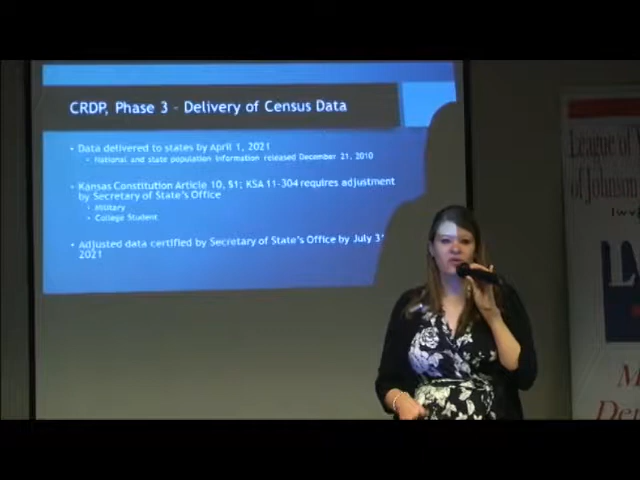 CRDP, Phase 3 - Delivery of Census Data
• Data delivered to states by April 1, 2021
• National and state population information released December 21, 2010
• Kansas Constitution Article 10, §1; KSA 11-304 requires adjustment
by Secretary of State's Office
• Military
• College Student
• Adjusted data certified by Secretary of State's Office by July 3
2021
League of
of Johnson
lwv